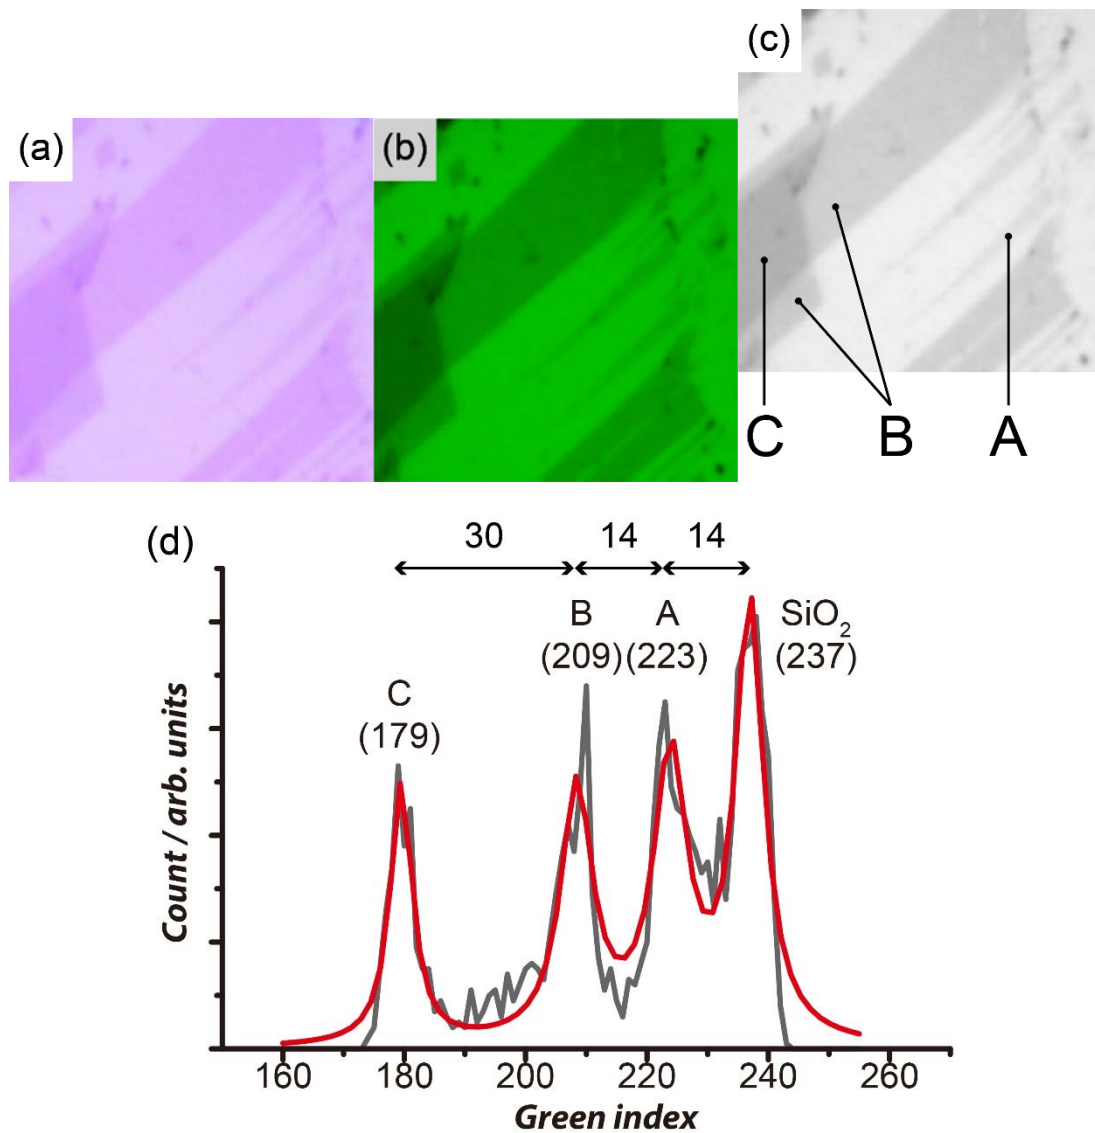 (a)
(b)
(c)
C B A
(d)
30 14 14
C
(179)
B
(209)
A
(223)
SiO₂
(237)
Count / arb. units
160 180 200 220 240 260
Green index